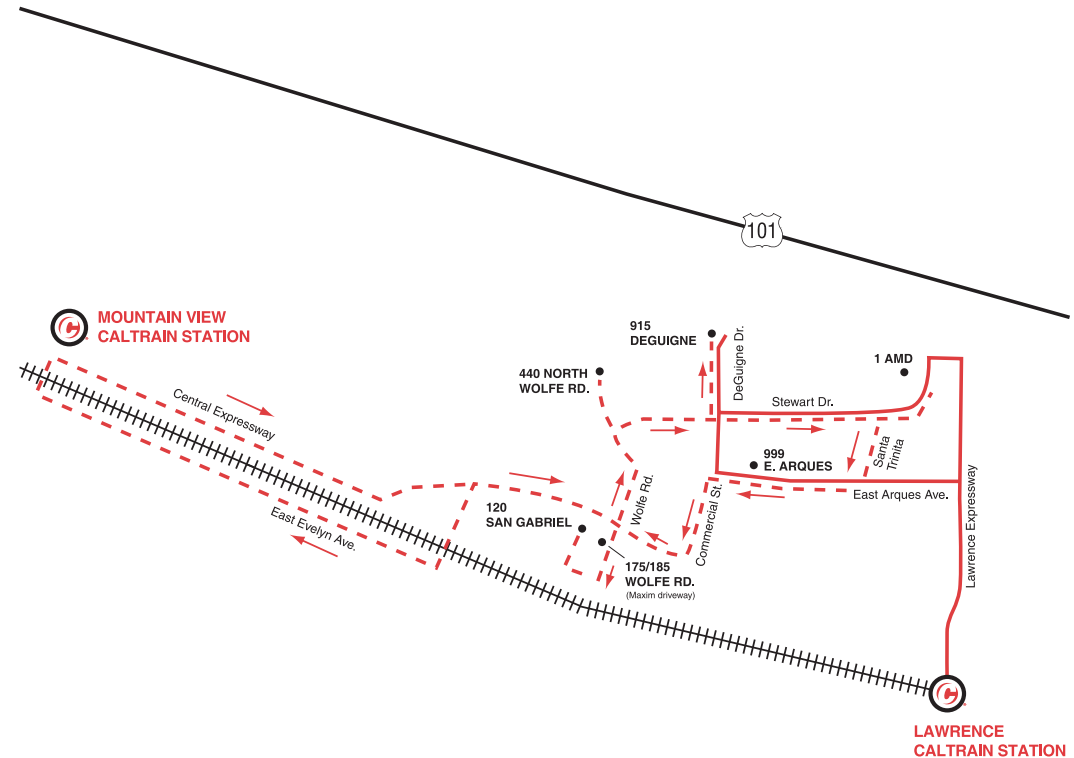 101
MOUNTAIN VIEW
CALTRAIN STATION
C
915
DEGUIGNE
DeGuigne Dr.
1 AMD
440 NORTH
WOLFE RD.
Stewart Dr.
Central Expressway
Santa
Trinita
999
E. ARQUES
East Arques Ave.
Wolfe Rd.
Commercial St.
Lawrence Expressway
120
SAN GABRIEL
East Evelyn Ave.
175/185
WOLFE RD.
(Maxim driveway)
C
LAWRENCE
CALTRAIN STATION